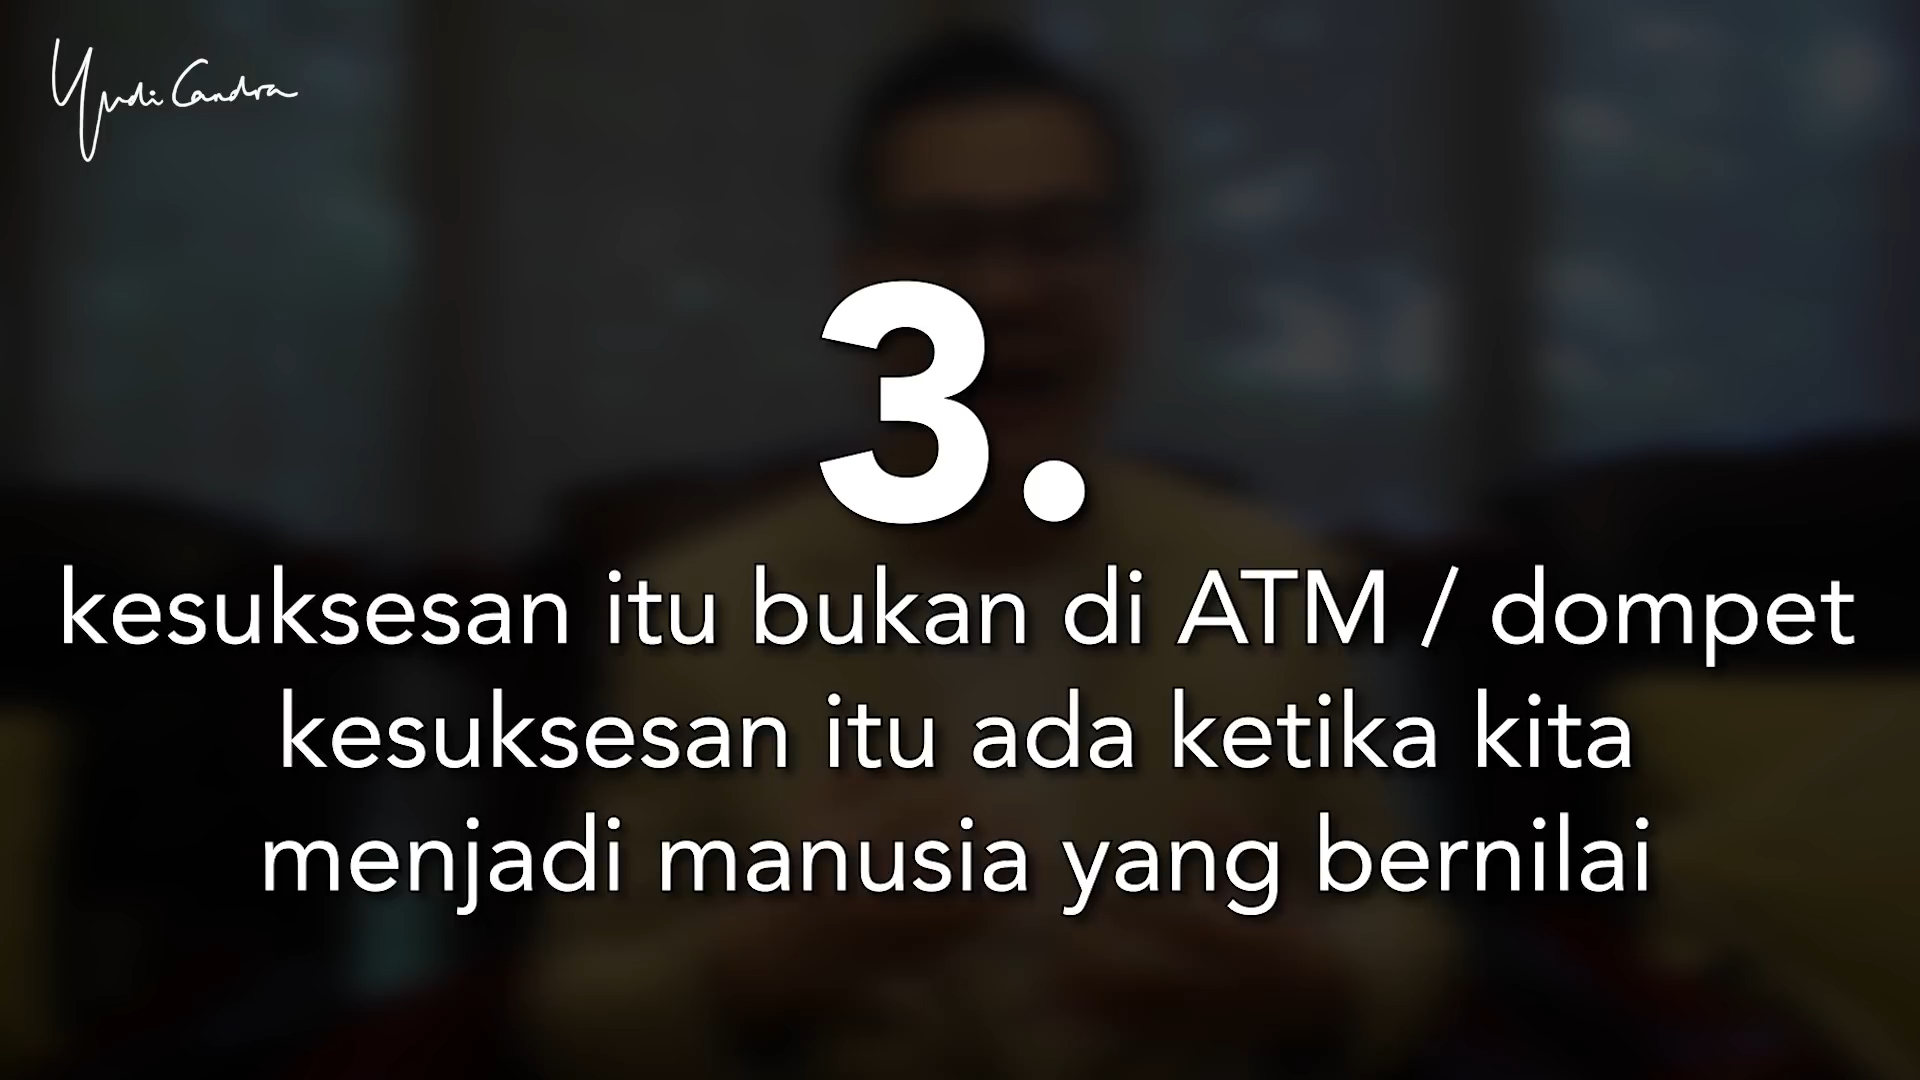 Yudi Candra
3.
kesuksesan itu bukan di ATM / dompet
kesuksesan itu ada ketika kita
menjadi manusia yang bernilai